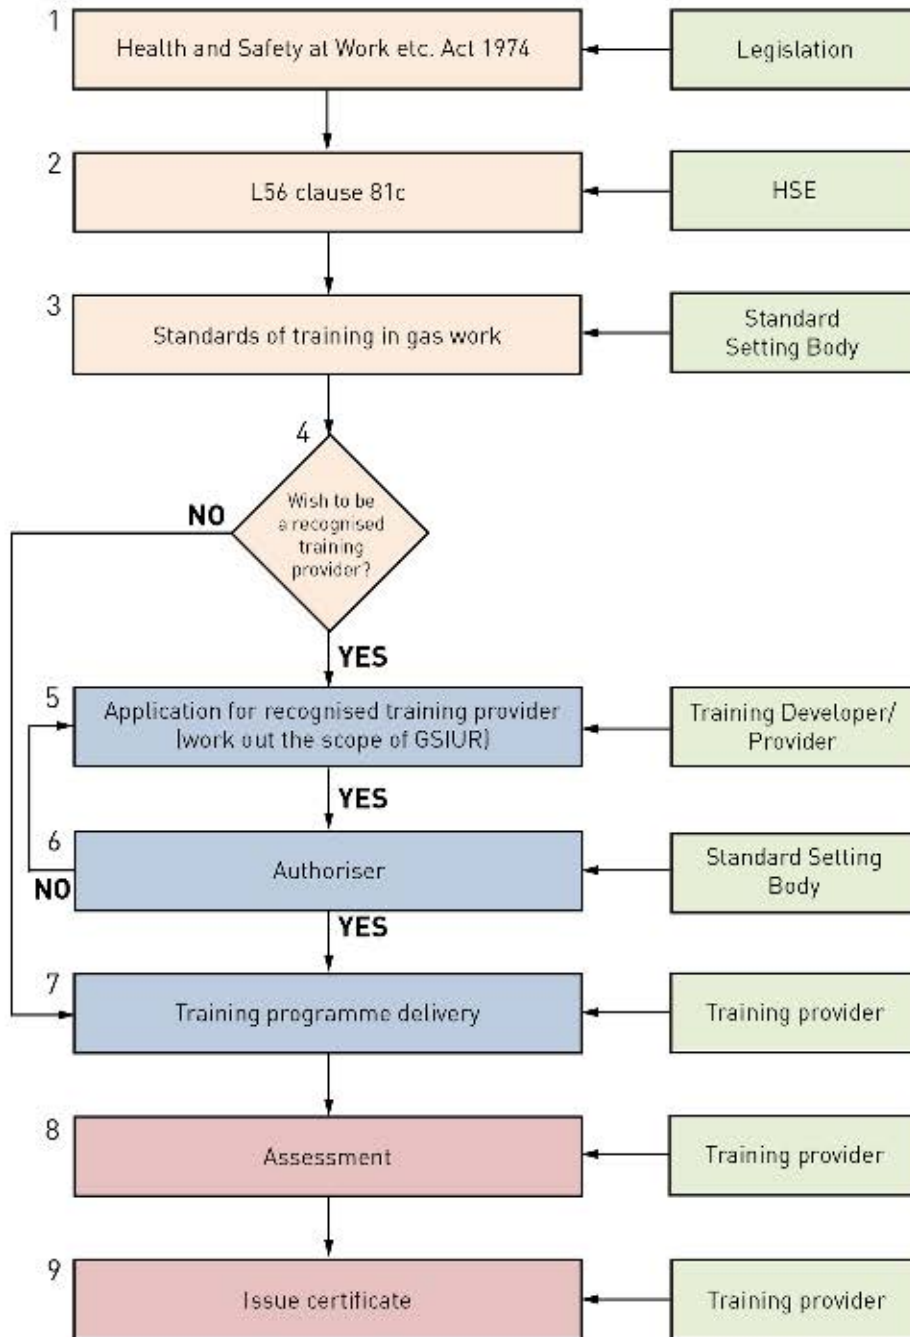 1
Health and Safety at Work etc. Act 1974
Legislation
2
L56 clause 81c
HSE
3
Standards of training in gas work
Standard
Setting Body
4
Wish to be
a recognised
training
provider?
NO
YES
5
Application for recognised training provider
(work out the scope of GSIUR)
Training Developer/
Provider
YES
6
Authoriser
Standard Setting
Body
NO
YES
7
Training programme delivery
Training provider
8
Assessment
Training provider
9
Issue certificate
Training provider